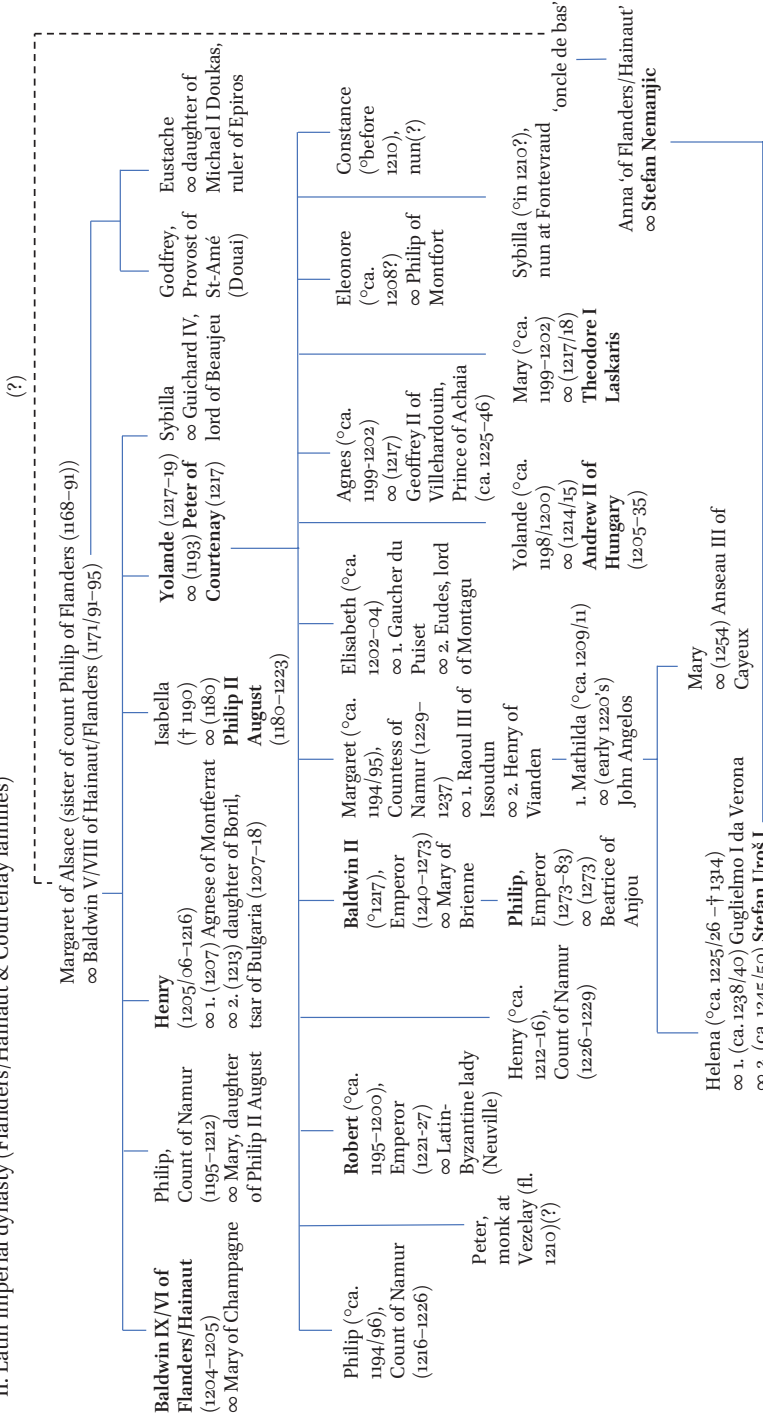 II. Latin Imperial dynasty (Flanders/Hainaut & Courtenay families)
(?)
Margaret of Alsace (sister of count Philip of Flanders (1168–91))
∞ Baldwin V/VIII of Hainaut/Flanders (1171/91–95)
Baldwin IX/VI of
Flanders/Hainaut
(1204–1205)
∞ Mary of Champagne
Philip,
Count of Namur
(1195–1212)
∞ Mary, daughter
of Philip II August
Henry
(1205/06–1216)
∞ 1. (1207) Agnese of Montferrat
∞ 2. (1213) daughter of Boril,
tsar of Bulgaria (1207–18)
Isabella
(† 1190)
∞ (1180)
Philip II
August
(1180–1223)
Yolande (1217–19)
∞ (1193) Peter of
Courtenay (1217)
Sybilla
∞ Guichard IV,
lord of Beaujeu
Godfrey,
Provost of
St-Amé
(Douai)
Eustache
∞ daughter of
Michael I Doukas,
ruler of Epiros
Philip (°ca.
1194/96),
Count of Namur
(1216–1226)
Peter,
monk at
Vezelay (fl.
1210)(?)
Robert (°ca.
1195–1200),
Emperor
(1221-27)
∞ Latin-
Byzantine lady
(Neuville)
Henry (°ca.
1212–16),
Count of Namur
(1226–1229)
Baldwin II
(°1217),
Emperor
(1240–1273)
∞ Mary of
Brienne
Philip,
Emperor
(1273–83)
∞ (1273)
Beatrice of
Anjou
Margaret (°ca.
1194/95),
Countess of
Namur (1229–
1237)
∞ 1. Raoul III of
Issoudun
∞ 2. Henry of
Vianden
1. Mathilda (°ca. 1209/11)
∞ (early 1220's)
John Angelos
Elisabeth (°ca.
1202–04)
∞ 1. Gaucher du
Puiset
∞ 2. Eudes, lord
of Montagu
Yolande (°ca.
1198/1200)
∞ (1214/15)
Andrew II of
Hungary
(1205–35)
Agnes (°ca.
1199-1202)
∞ (1217)
Geoffrey II of
Villehardouin,
Prince of Achaia
(ca. 1225–46)
Mary (°ca.
1199–1202)
∞ (1217/18)
Theodore I
Laskaris
Eleonore
(°ca.
1208?)
∞ Philip of
Montfort
Sybilla (°in 1210?),
nun at Fontevraud
Constance
(°before
1210),
nun(?)
'oncle de bas'
Anna 'of Flanders/Hainaut'
∞ Stefan Nemanjic
Helena (°ca. 1225/26 –† 1314)
∞ 1. (ca. 1238/40) Guglielmo I da Verona
∞ 2. (ca. 1245/50) Stefan Uroš I
Mary
∞ (1254) Anseau III of
Cayeux